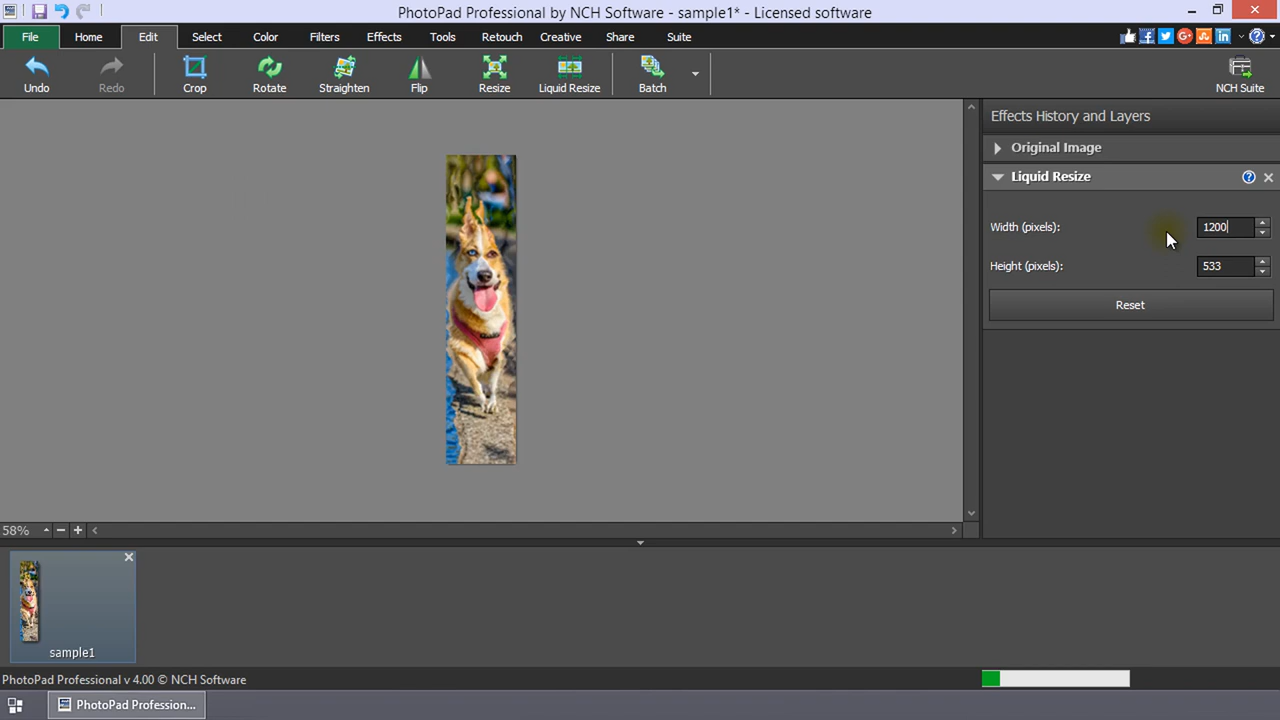 PhotoPad Professional by NCH Software - sample1* - Licensed software
File Home Edit Select Color Filters Effects Tools Retouch Creative Share Suite
Undo Redo Crop Rotate Straighten Flip Resize Liquid Resize Batch NCH Suite
Effects History and Layers
Original Image
Liquid Resize
Width (pixels): 1200
Height (pixels): 533
Reset
58%
sample1
PhotoPad Professional v 4.00 © NCH Software
PhotoPad Profession...